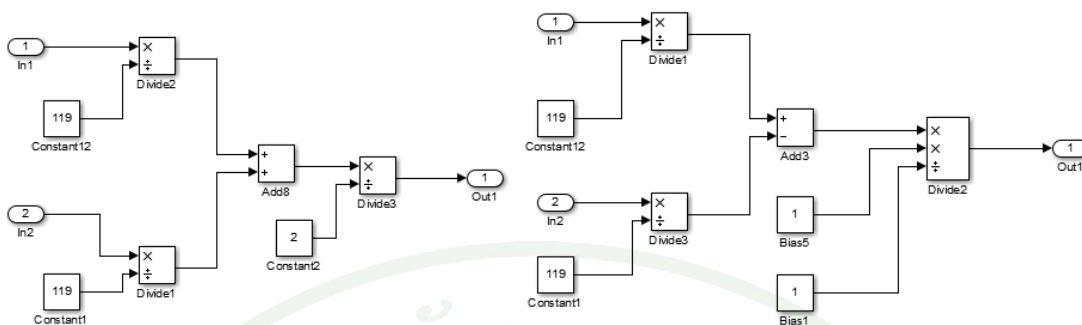 1
In1
×
÷
Divide2
119
Constant12
+
+
Add8
×
÷
Divide3
1
Out1
2
Constant2
2
In2
×
÷
Divide1
119
Constant1
1
In1
×
÷
Divide1
119
Constant12
+
−
Add3
×
×
÷
Divide2
1
Out1
2
In2
×
÷
Divide3
119
Constant1
1
Bias5
1
Bias1